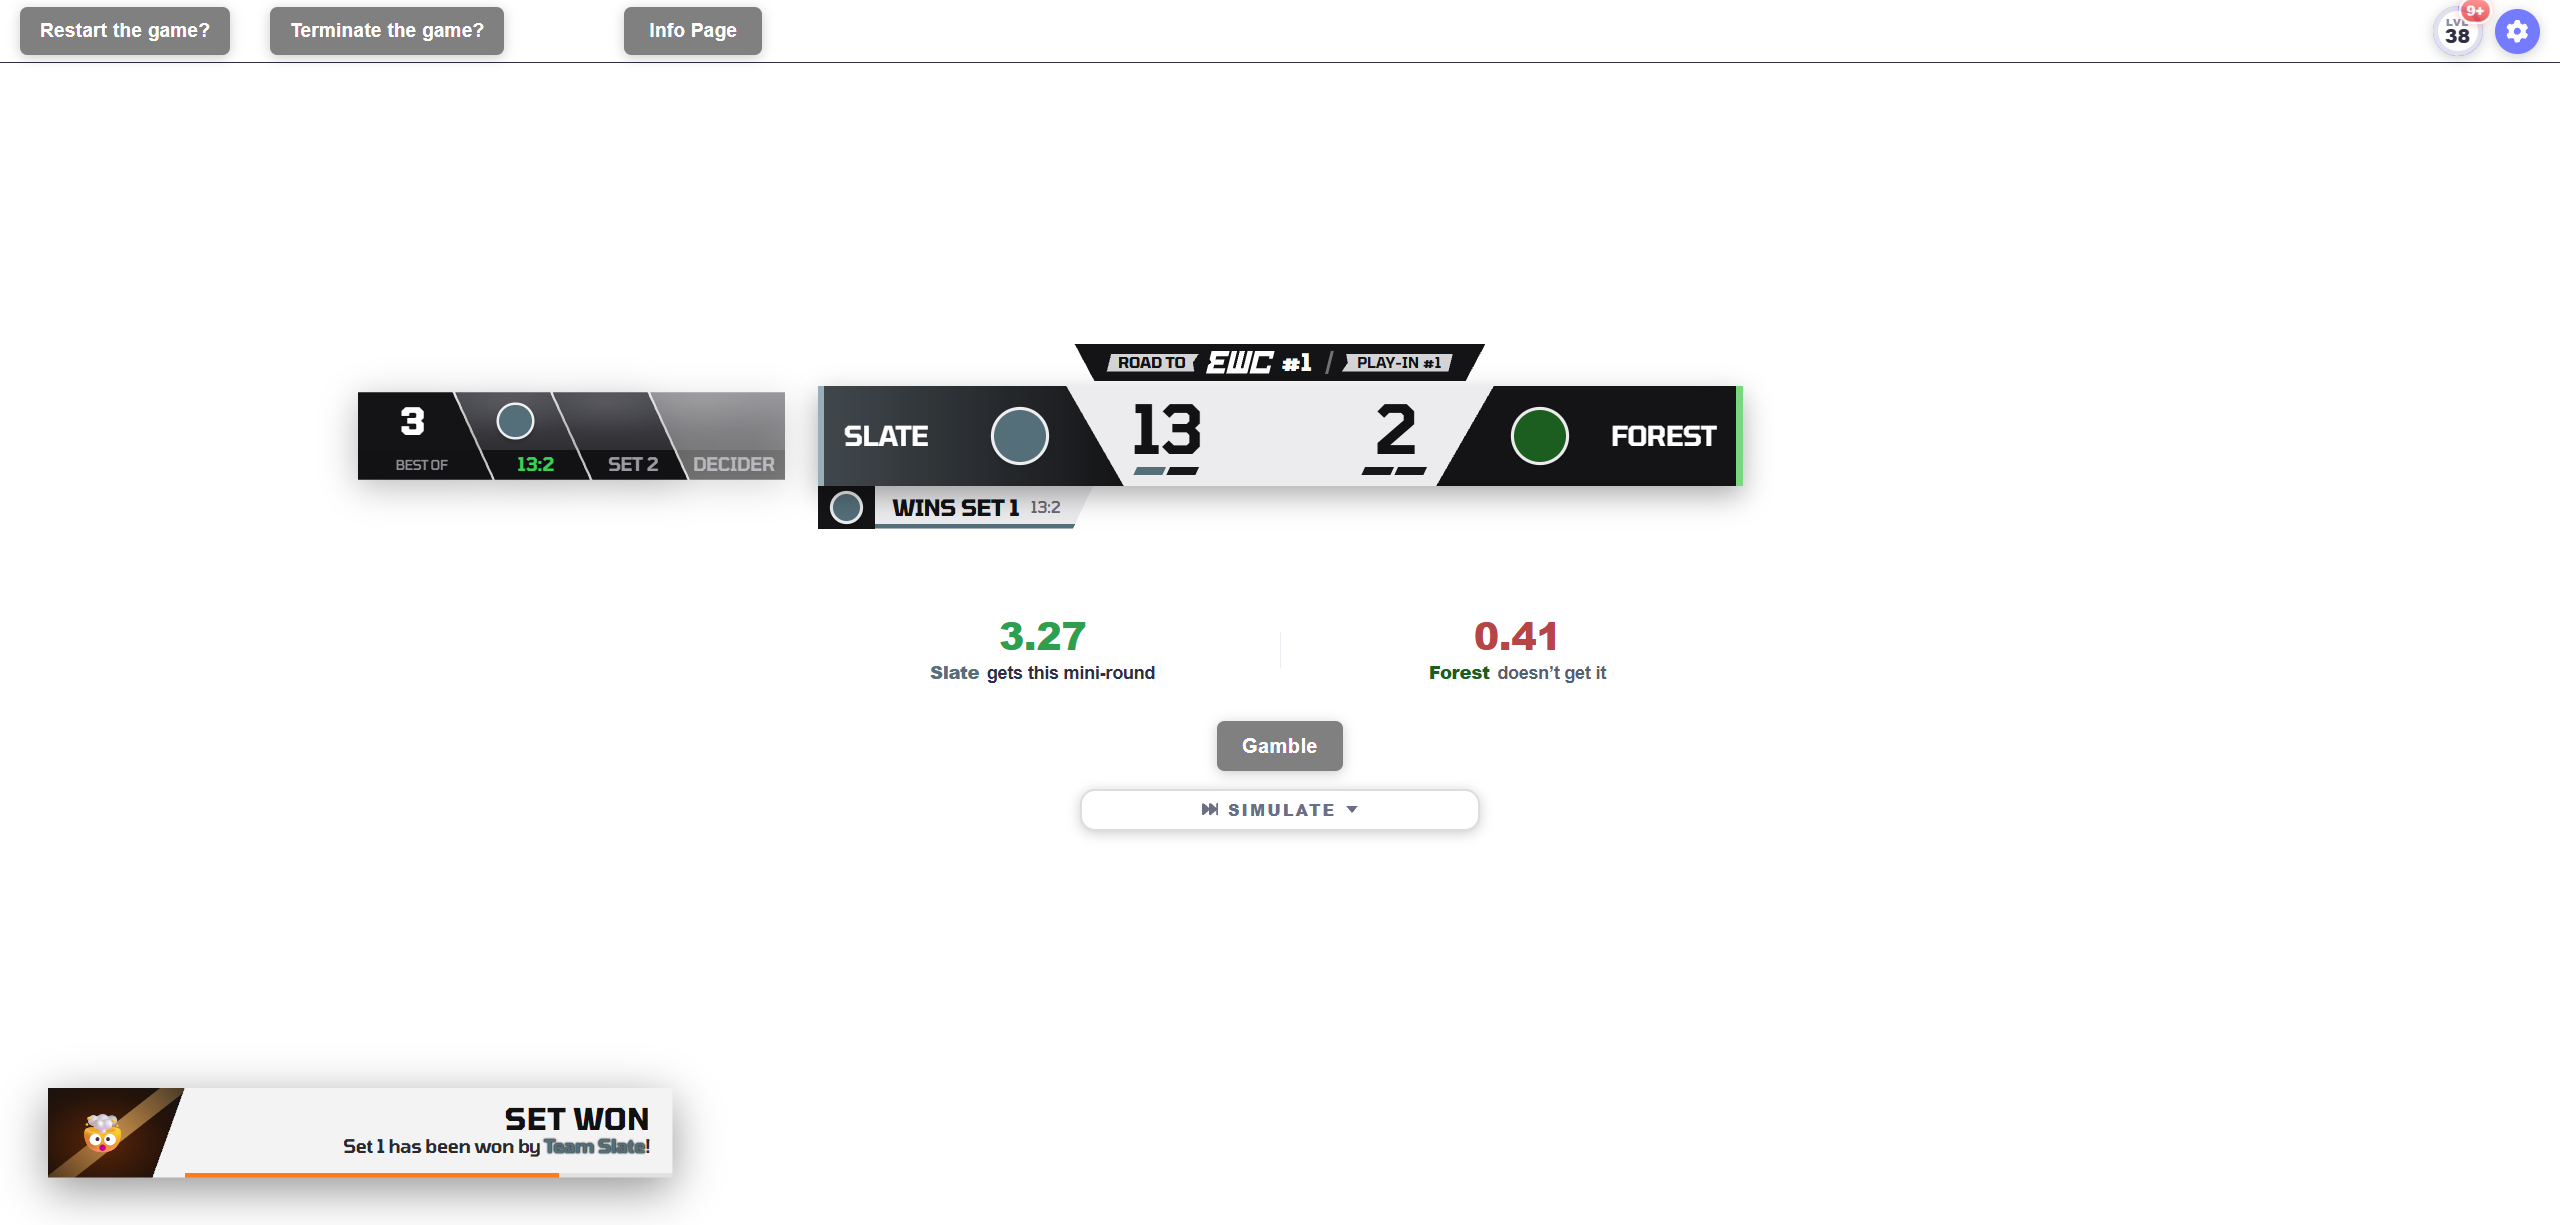 Restart the game?
Terminate the game?
Info Page
LVL
38
9+
ROAD TO EWC #1 / PLAY-IN #1
3
BEST OF
13:2
SET 2
DECIDER
SLATE
13
2
FOREST
WINS SET 1 13:2
3.27
Slate gets this mini-round
0.41
Forest doesn’t get it
Gamble
SIMULATE
SET WON
Set 1 has been won by Team Slate!